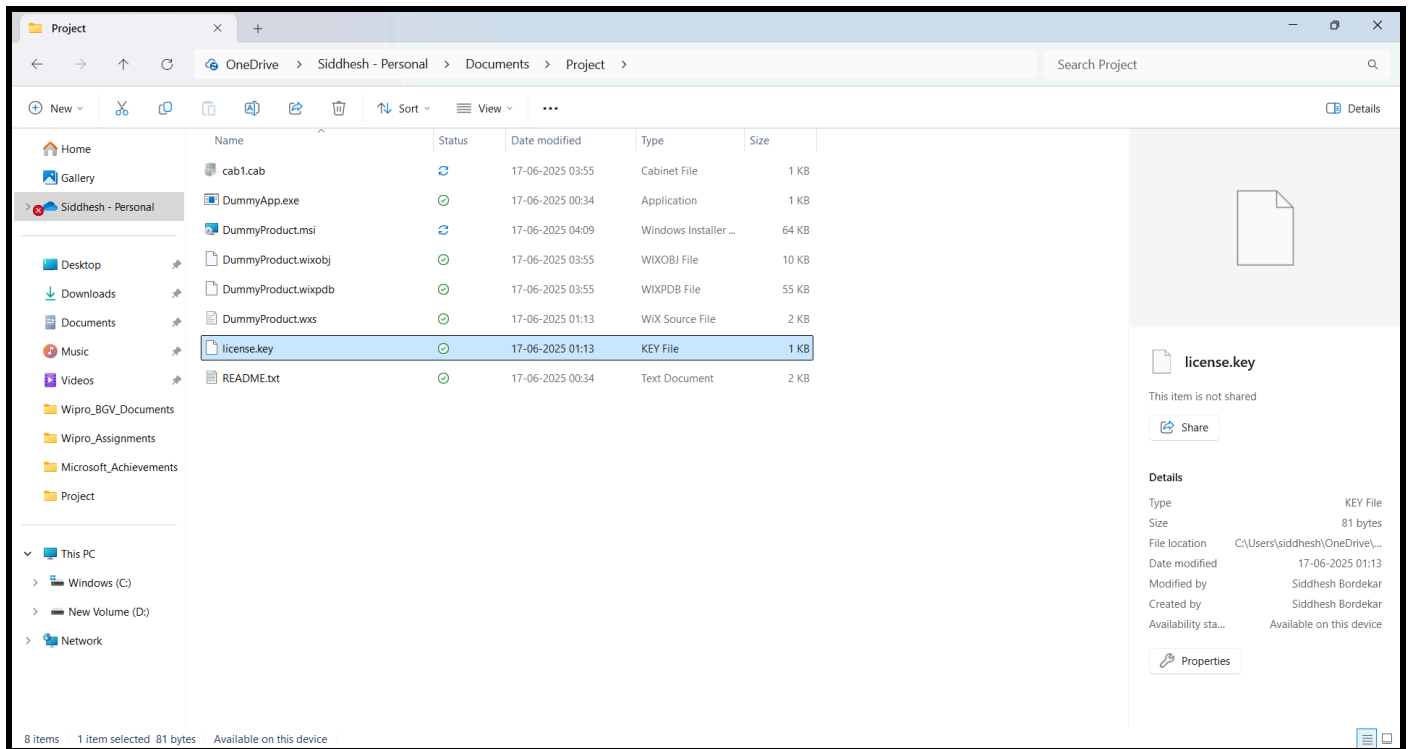 Project
OneDrive > Siddhesh - Personal > Documents > Project >
Search Project
New
Sort
View
Details
Home
Gallery
Siddhesh - Personal
Desktop
Downloads
Documents
Music
Videos
Wipro_BGV_Documents
Wipro_Assignments
Microsoft_Achievements
Project
This PC
Windows (C:)
New Volume (D:)
Network
Name Status Date modified Type Size
cab1.cab 17-06-2025 03:55 Cabinet File 1 KB
DummyApp.exe 17-06-2025 00:34 Application 1 KB
DummyProduct.msi 17-06-2025 04:09 Windows Installer ... 64 KB
DummyProduct.wixobj 17-06-2025 03:55 WIXOBJ File 10 KB
DummyProduct.wixpdb 17-06-2025 03:55 WIXPDB File 55 KB
DummyProduct.wxs 17-06-2025 01:13 WiX Source File 2 KB
license.key 17-06-2025 01:13 KEY File 1 KB
README.txt 17-06-2025 00:34 Text Document 2 KB
license.key
This item is not shared
Share
Details
Type KEY File
Size 81 bytes
File location C:\Users\siddhesh\OneDrive\...
Date modified 17-06-2025 01:13
Modified by Siddhesh Bordekar
Created by Siddhesh Bordekar
Availability sta... Available on this device
Properties
8 items 1 item selected 81 bytes Available on this device